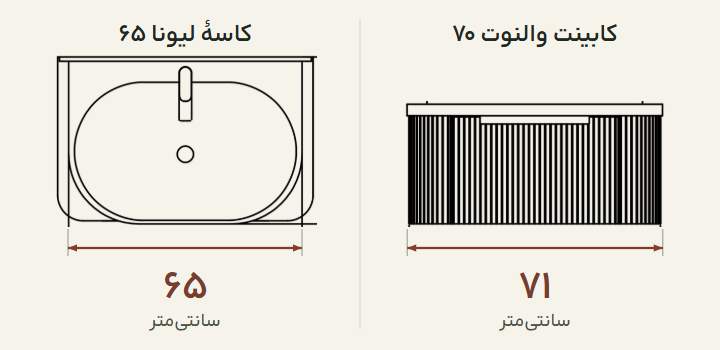 کابینت والنوت ۷۰
۷۱
سانتی‌متر
کاسهٔ لیونا ۶۵
۶۵
سانتی‌متر